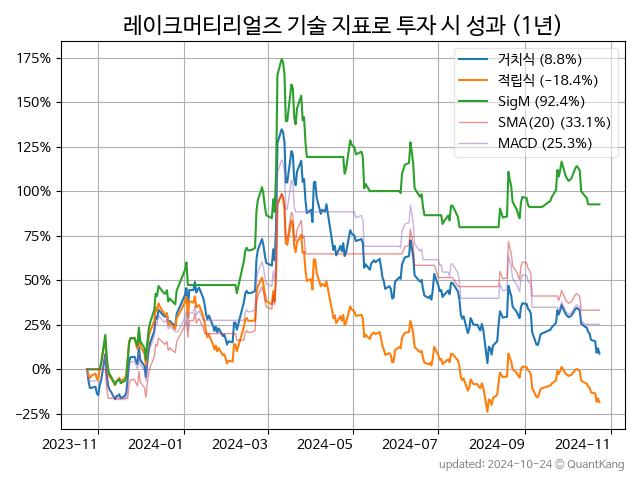 레이크머티리얼즈 기술 지표로 투자 시 성과 (1년)
거치식 (8.8%)
적립식 (-18.4%)
SigM (92.4%)
SMA(20) (33.1%)
MACD (25.3%)
175%
150%
125%
100%
75%
50%
25%
0%
−25%
2023-11 2024-01 2024-03 2024-05 2024-07 2024-09 2024-11
updated: 2024-10-24 © QuantKang